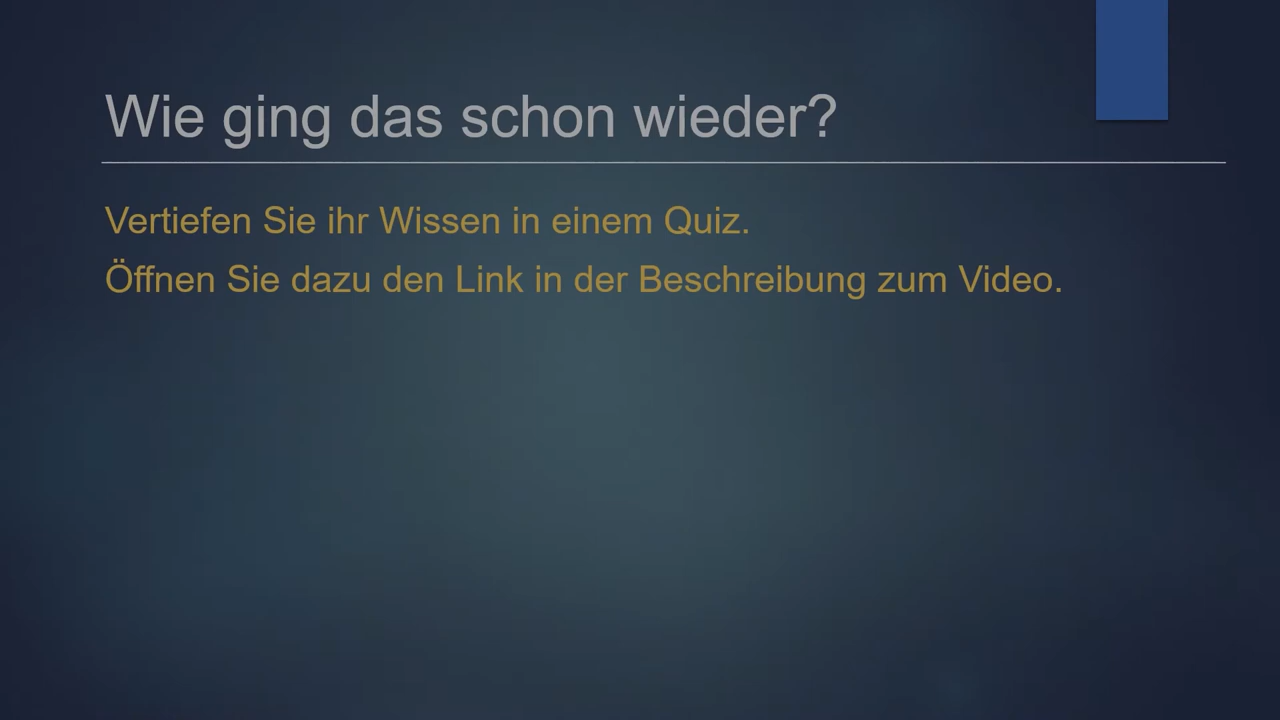 Wie ging das schon wieder?
Vertiefen Sie ihr Wissen in einem Quiz.
Öffnen Sie dazu den Link in der Beschreibung zum Video.